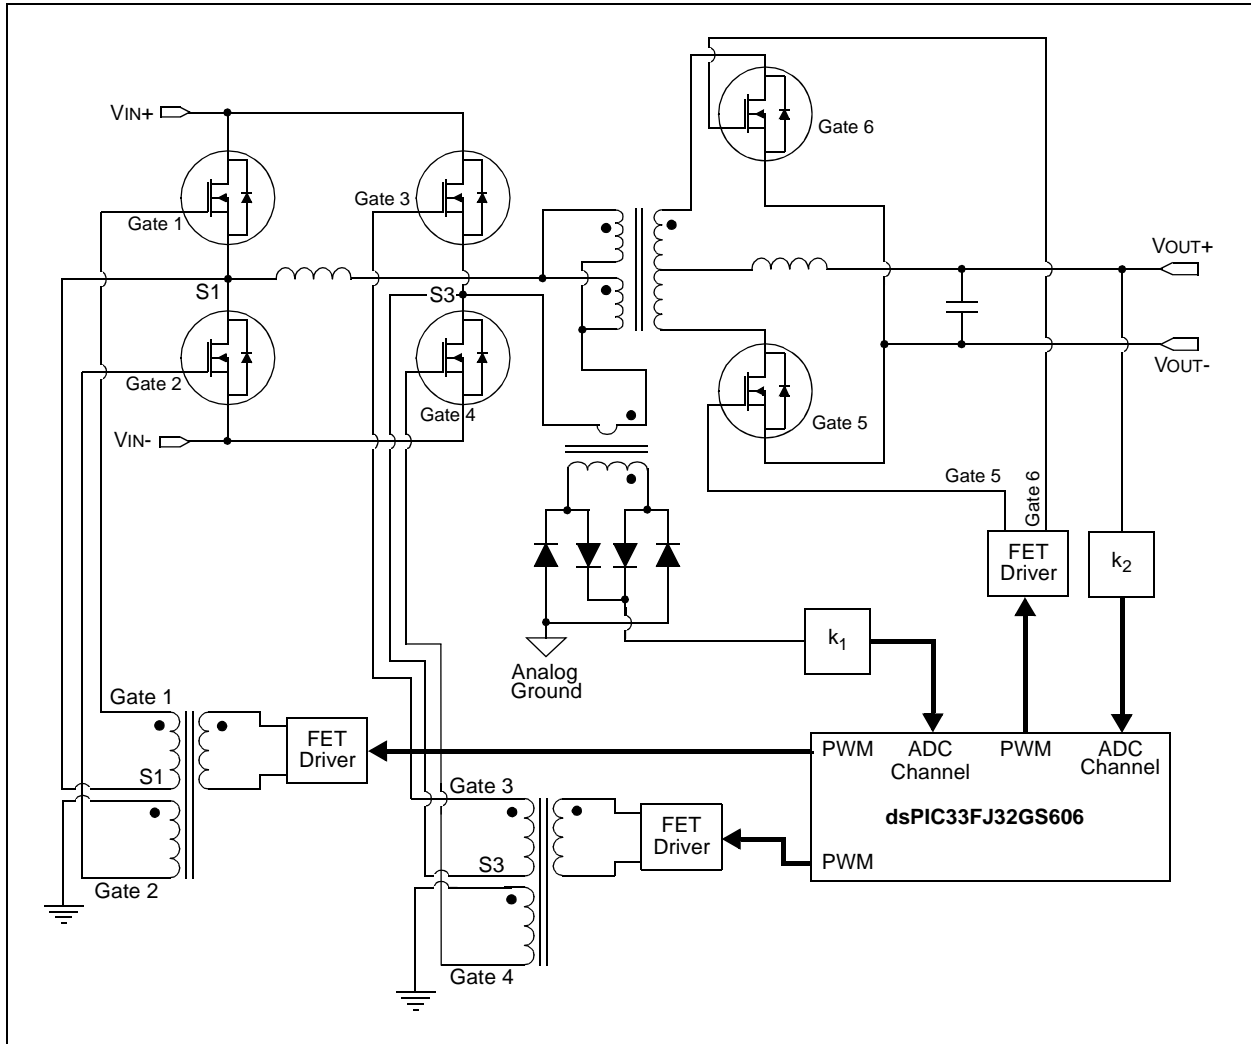 VIN+
Gate 1
S1
Gate 2
VIN-
Gate 3
S3
Gate 4
Gate 6
VOUT+
VOUT-
Gate 5
Gate 5
Gate 6
FET
Driver
k2
k1
Analog
Ground
Gate 1
S1
Gate 2
FET
Driver
Gate 3
S3
Gate 4
FET
Driver
PWM
ADC
Channel
PWM
ADC
Channel
dsPIC33FJ32GS606
PWM